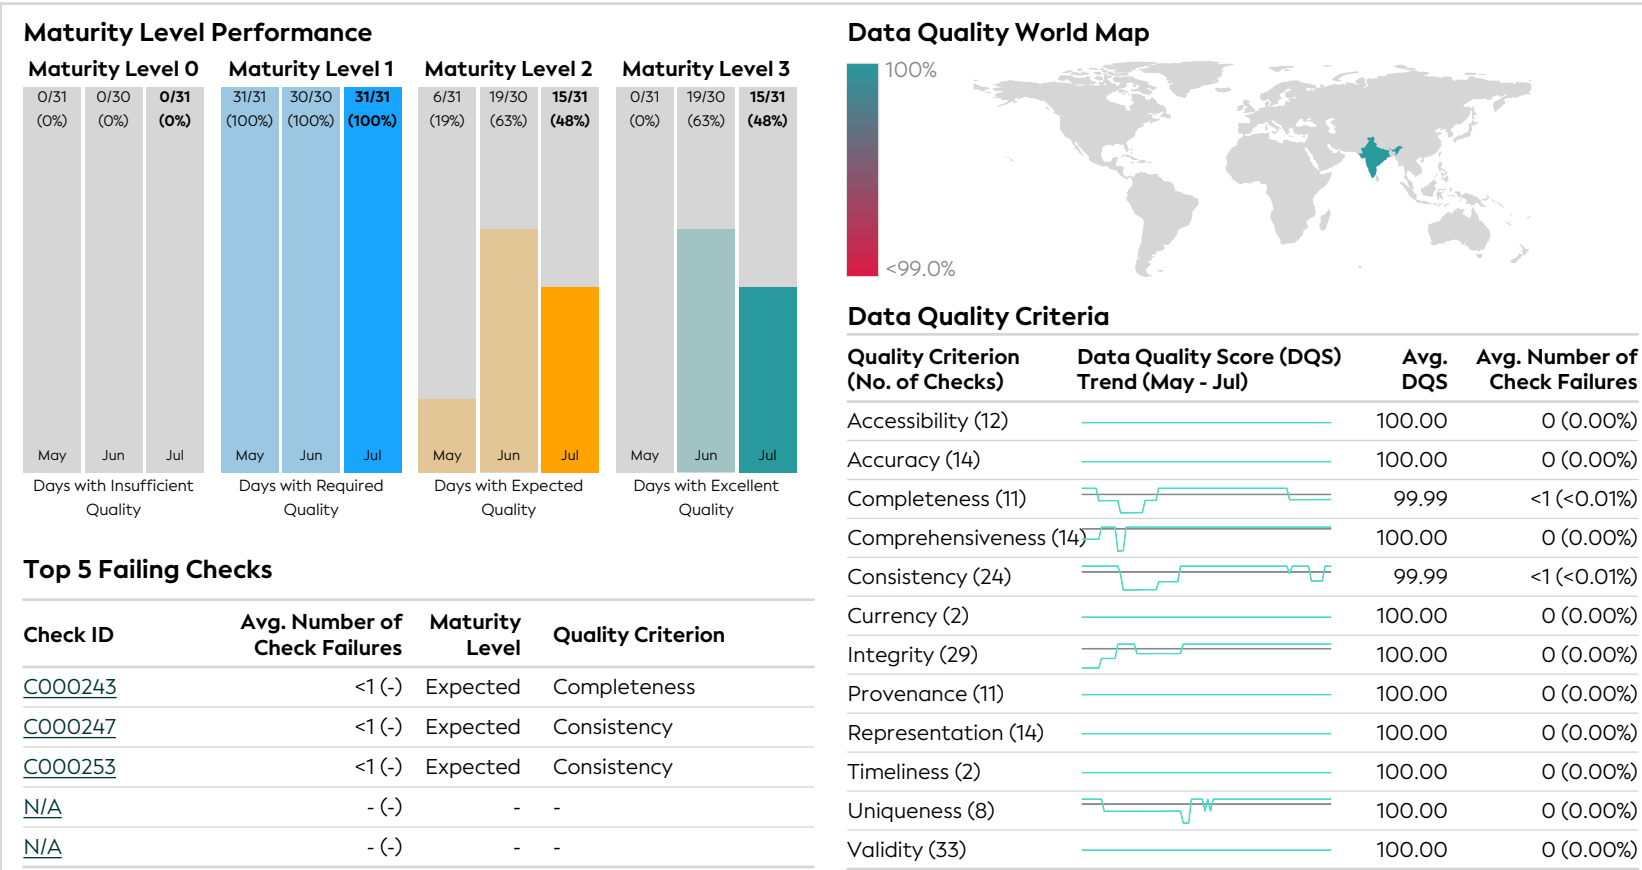 Maturity Level Performance
Maturity Level 0
Maturity Level 1
Maturity Level 2
Maturity Level 3
0/31 0/30 0/31
(0%) (0%) (0%)
31/31 30/30 31/31
(100%) (100%) (100%)
6/31 19/30 15/31
(19%) (63%) (48%)
0/31 19/30 15/31
(0%) (63%) (48%)
May Jun Jul
May Jun Jul
May Jun Jul
May Jun Jul
Days with Insufficient
Quality
Days with Required
Quality
Days with Expected
Quality
Days with Excellent
Quality
Top 5 Failing Checks
Check ID
Avg. Number of
Check Failures
Maturity
Level
Quality Criterion
C000243 <1 (-) Expected Completeness
C000247 <1 (-) Expected Consistency
C000253 <1 (-) Expected Consistency
N/A - (-) - -
N/A - (-) - -
Data Quality World Map
100%
<99.0%
Data Quality Criteria
Quality Criterion
(No. of Checks)
Data Quality Score (DQS)
Trend (May - Jul)
Avg.
DQS
Avg. Number of
Check Failures
Accessibility (12) 100.00 0 (0.00%)
Accuracy (14) 100.00 0 (0.00%)
Completeness (11) 99.99 <1 (<0.01%)
Comprehensiveness (14) 100.00 0 (0.00%)
Consistency (24) 99.99 <1 (<0.01%)
Currency (2) 100.00 0 (0.00%)
Integrity (29) 100.00 0 (0.00%)
Provenance (11) 100.00 0 (0.00%)
Representation (14) 100.00 0 (0.00%)
Timeliness (2) 100.00 0 (0.00%)
Uniqueness (8) 100.00 0 (0.00%)
Validity (33) 100.00 0 (0.00%)